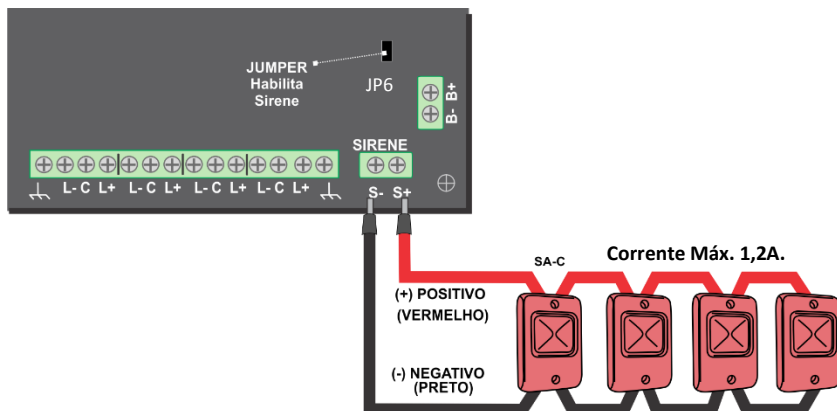 JUMPER
Habilita
Sirene
JP6
B- B+
SIRENE
L- C L+ L- C L+ L- C L+ L- C L+
S- S+
SA-C
Corrente Máx. 1,2A.
(+) POSITIVO
(VERMELHO)
(-) NEGATIVO
(PRETO)